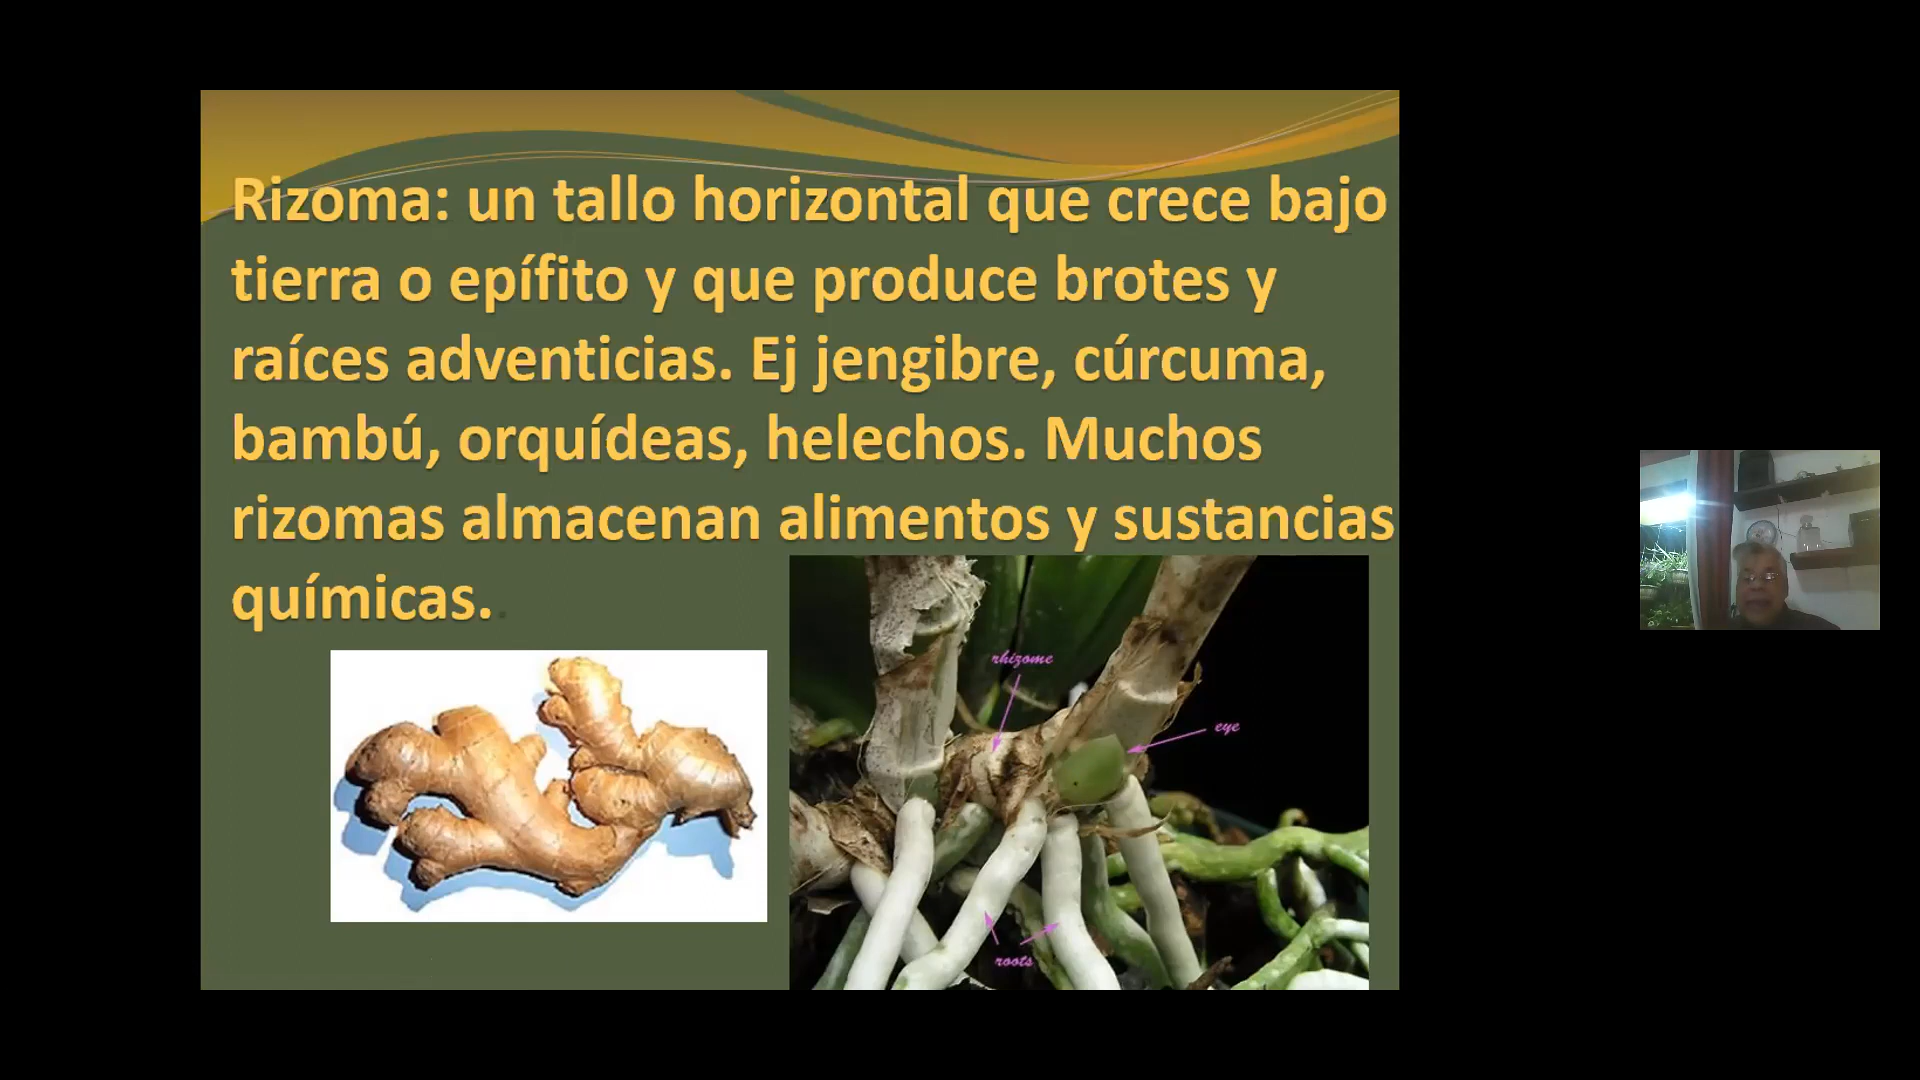 Rizoma: un tallo horizontal que crece bajo
tierra o epífito y que produce brotes y
raíces adventicias. Ej jengibre, cúrcuma,
bambú, orquídeas, helechos. Muchos
rizomas almacenan alimentos y sustancias
químicas..
rhizome
eye
roots